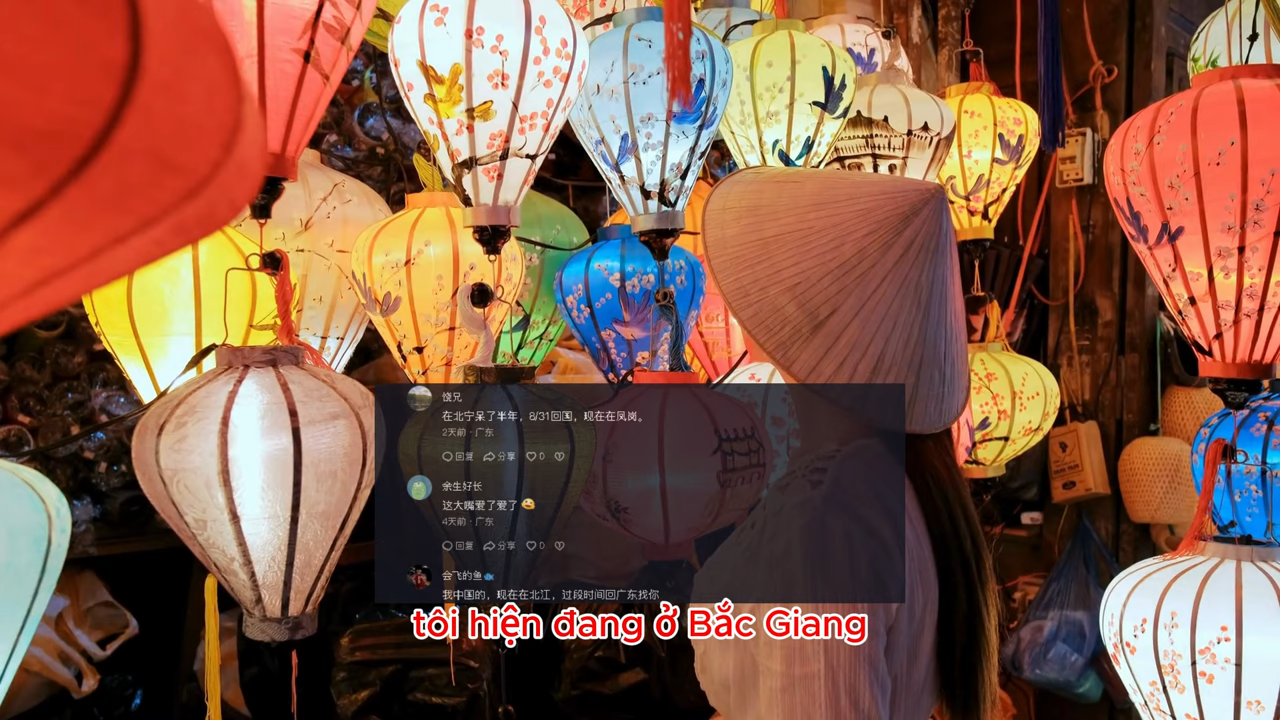 饶兄
在北宁呆了半年，8/31回国，现在在凤岗。
2天前 · 广东
回复 分享 0
余生好长
这大嘴爱了爱了
4天前 · 广东
回复 分享 0
会飞的鱼
我中国的，现在在北江，过段时间回广东找你
tôi hiện đang ở Bắc Giang